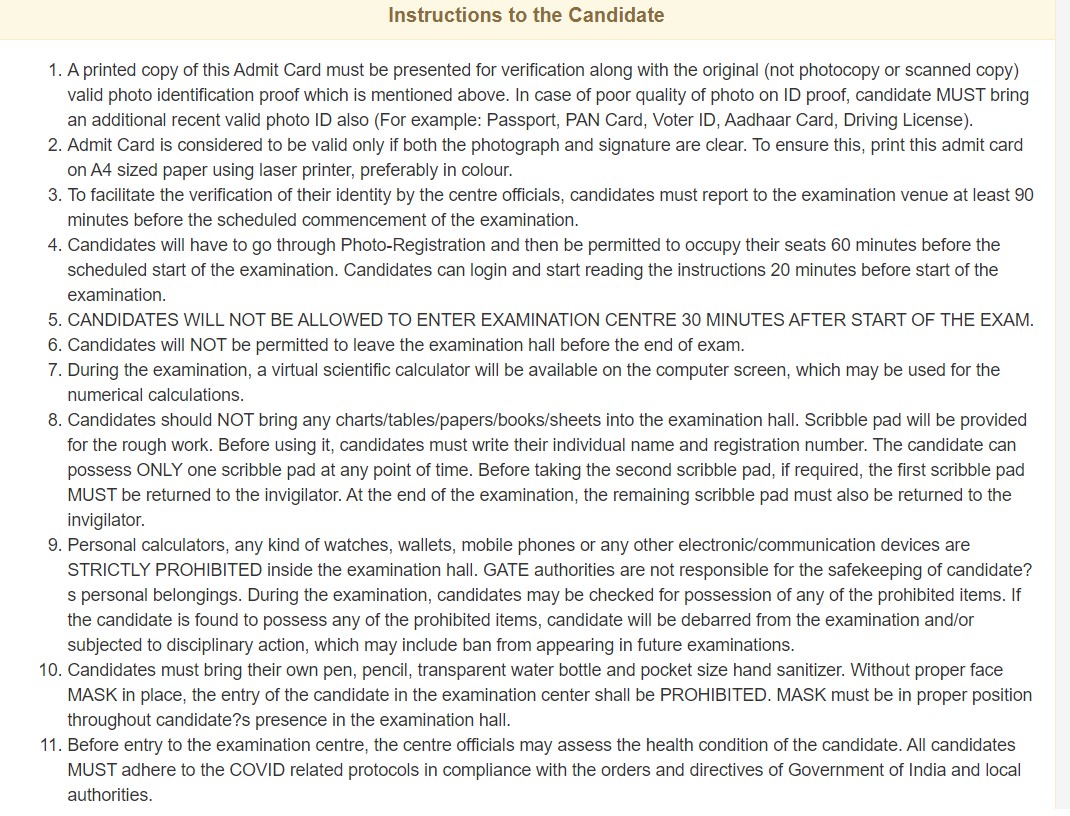 Instructions to the Candidate
1. A printed copy of this Admit Card must be presented for verification along with the original (not photocopy or scanned copy)
valid photo identification proof which is mentioned above. In case of poor quality of photo on ID proof, candidate MUST bring
an additional recent valid photo ID also (For example: Passport, PAN Card, Voter ID, Aadhaar Card, Driving License).
2. Admit Card is considered to be valid only if both the photograph and signature are clear. To ensure this, print this admit card
on A4 sized paper using laser printer, preferably in colour.
3. To facilitate the verification of their identity by the centre officials, candidates must report to the examination venue at least 90
minutes before the scheduled commencement of the examination.
4. Candidates will have to go through Photo-Registration and then be permitted to occupy their seats 60 minutes before the
scheduled start of the examination. Candidates can login and start reading the instructions 20 minutes before start of the
examination.
5. CANDIDATES WILL NOT BE ALLOWED TO ENTER EXAMINATION CENTRE 30 MINUTES AFTER START OF THE EXAM.
6. Candidates will NOT be permitted to leave the examination hall before the end of exam.
7. During the examination, a virtual scientific calculator will be available on the computer screen, which may be used for the
numerical calculations.
8. Candidates should NOT bring any charts/tables/papers/books/sheets into the examination hall. Scribble pad will be provided
for the rough work. Before using it, candidates must write their individual name and registration number. The candidate can
possess ONLY one scribble pad at any point of time. Before taking the second scribble pad, if required, the first scribble pad
MUST be returned to the invigilator. At the end of the examination, the remaining scribble pad must also be returned to the
invigilator.
9. Personal calculators, any kind of watches, wallets, mobile phones or any other electronic/communication devices are
STRICTLY PROHIBITED inside the examination hall. GATE authorities are not responsible for the safekeeping of candidate?
s personal belongings. During the examination, candidates may be checked for possession of any of the prohibited items. If
the candidate is found to possess any of the prohibited items, candidate will be debarred from the examination and/or
subjected to disciplinary action, which may include ban from appearing in future examinations.
10. Candidates must bring their own pen, pencil, transparent water bottle and pocket size hand sanitizer. Without proper face
MASK in place, the entry of the candidate in the examination center shall be PROHIBITED. MASK must be in proper position
throughout candidate?s presence in the examination hall.
11. Before entry to the examination centre, the centre officials may assess the health condition of the candidate. All candidates
MUST adhere to the COVID related protocols in compliance with the orders and directives of Government of India and local
authorities.